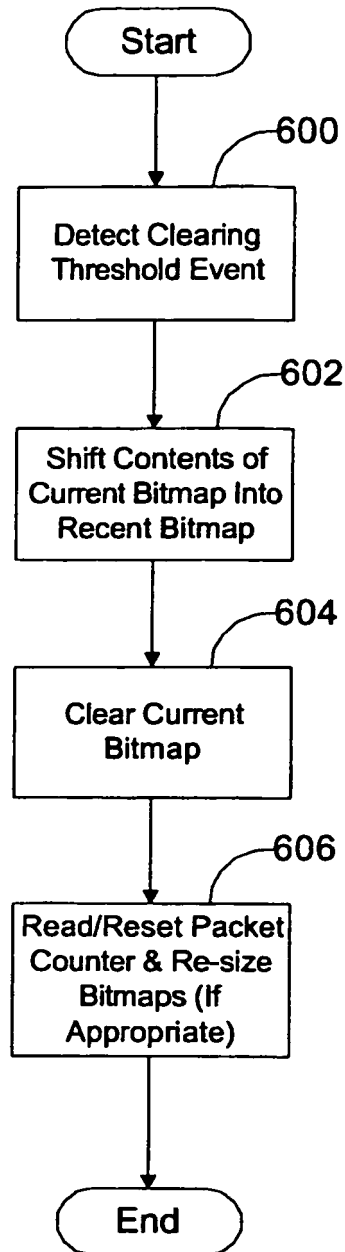 Start
600
Detect Clearing
Threshold Event
602
Shift Contents of
Current Bitmap Into
Recent Bitmap
604
Clear Current
Bitmap
606
Read/Reset Packet
Counter & Re-size
Bitmaps (If
Appropriate)
End